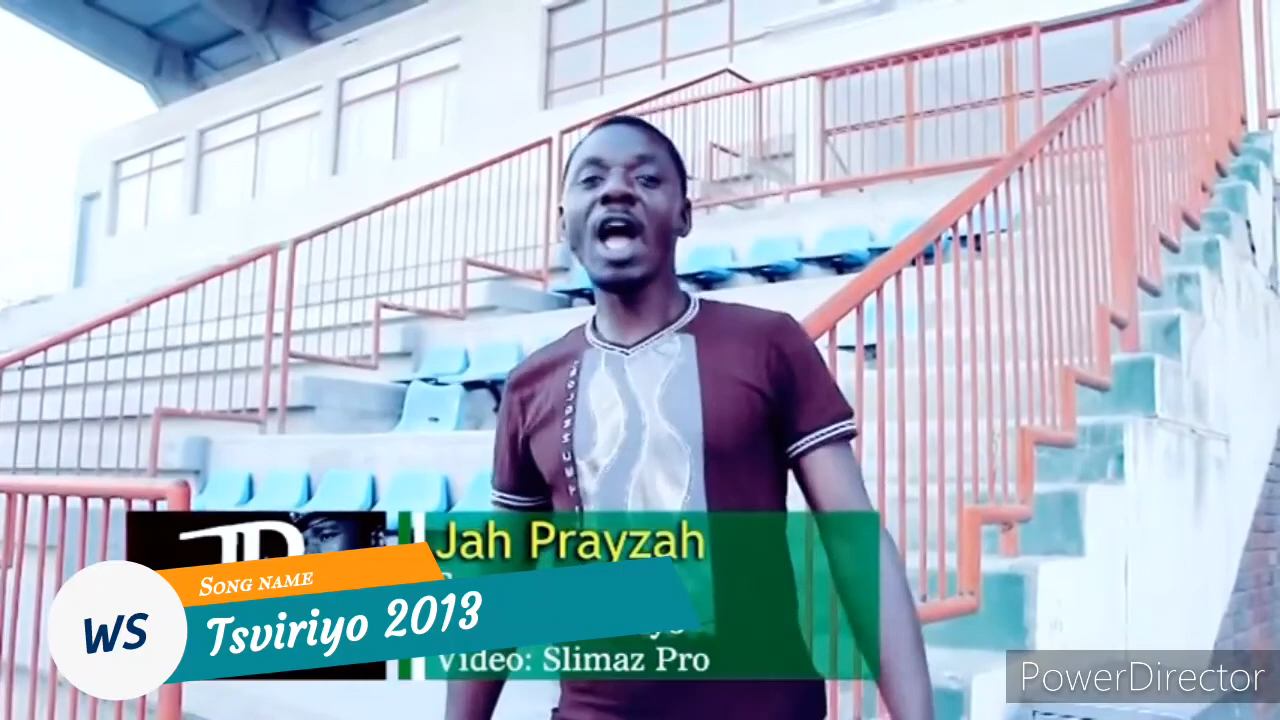 Jah Prayzah
SONG NAME
Tsviriyo 2013
WS
Video: Slimaz Pro
PowerDirector